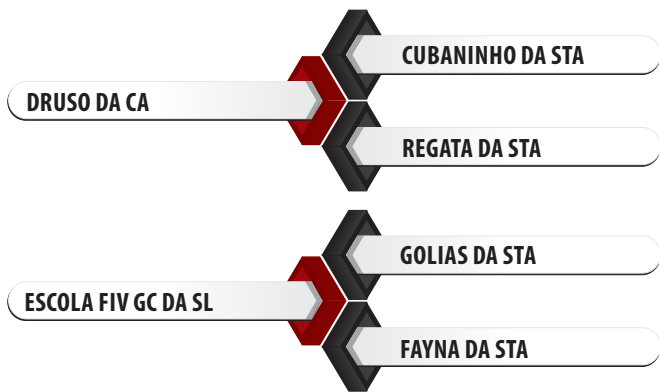 CUBANINHO DA STA
DRUSO DA CA
REGATA DA STA
GOLIAS DA STA
ESCOLA FIV GC DA SL
FAYNA DA STA